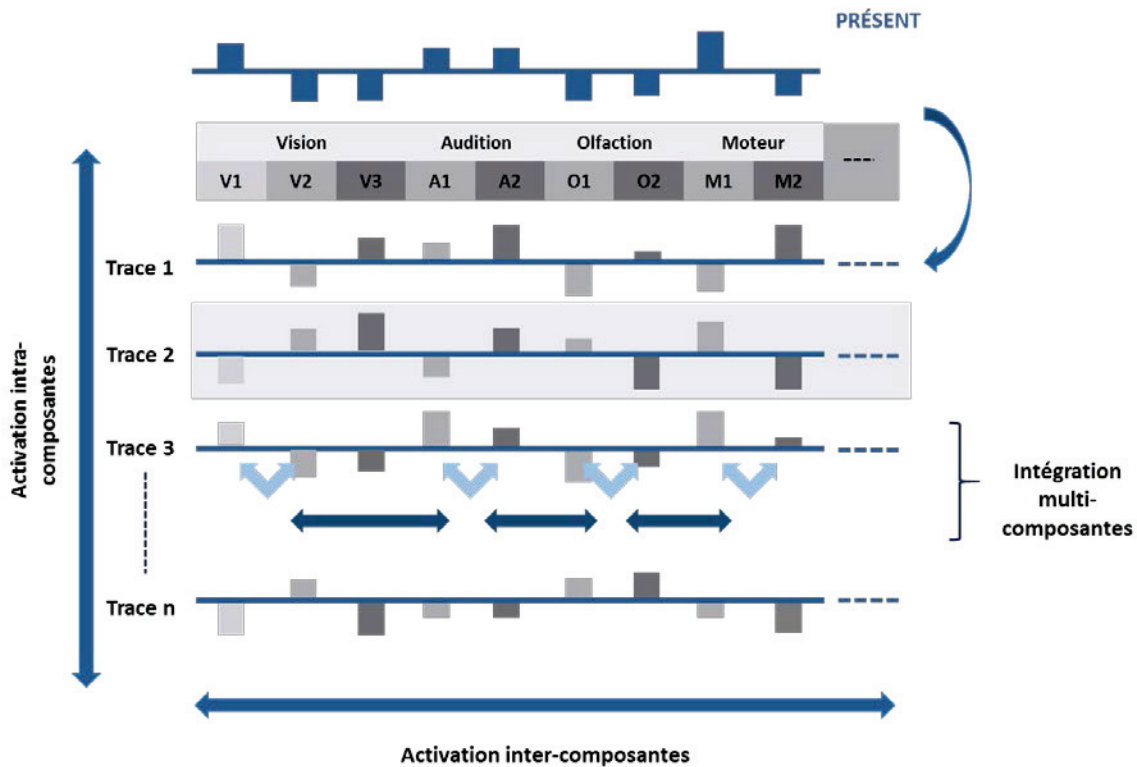 PRÉSENT
Vision Audition Olfaction Moteur
V1 V2 V3 A1 A2 O1 O2 M1 M2
Trace 1
Trace 2
Trace 3
Trace n
Activation intra-
composantes
Intégration
multi-
composantes
Activation inter-composantes